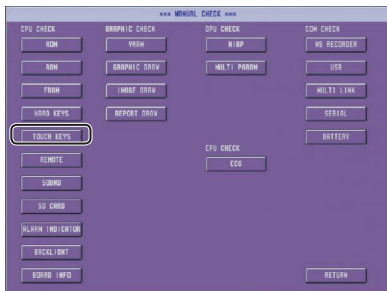 *** MANUAL CHECK ***
CPU CHECK
ROM
RAM
FRAM
HARD KEYS
TOUCH KEYS
REMOTE
SOUND
SD CARD
ALARM INDICATOR
BACKLIGHT
BOARD INFO
GRAPHIC CHECK
VRAM
GRAPHIC DRAW
IMAGE DRAW
REPORT DRAW
DPU CHECK
NIBP
MULTI PARAM
EPU CHECK
ECG
COM CHECK
WS RECORDER
USB
MULTI LINK
SERIAL
BATTERY
RETURN